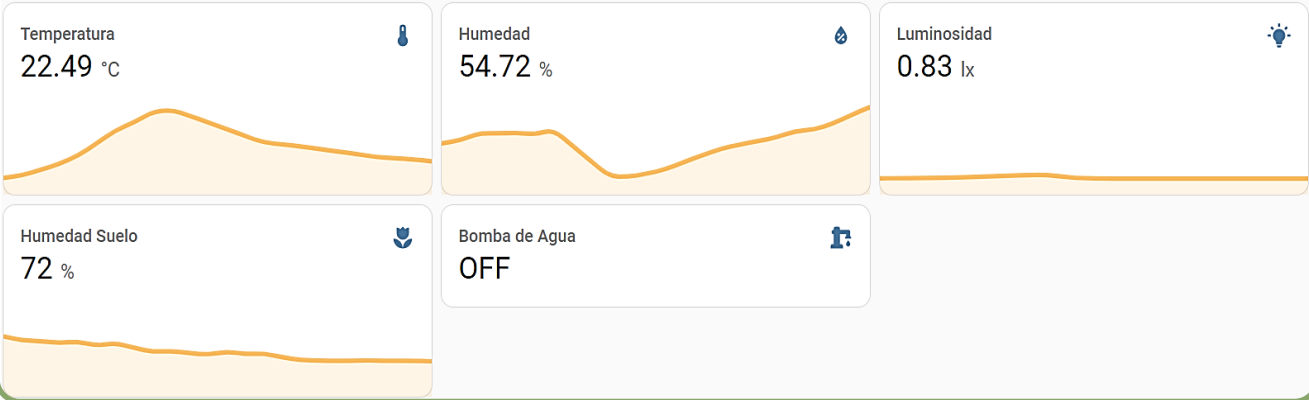 Temperatura
22.49 °C
Humedad
54.72 %
Luminosidad
0.83 lx
Humedad Suelo
72 %
Bomba de Agua
OFF